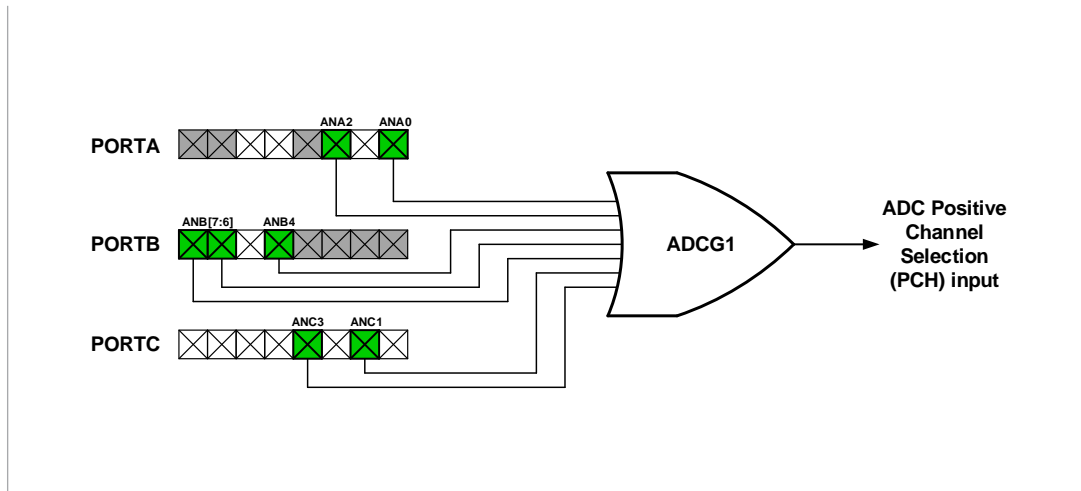 ANA2 ANA0
PORTA
ANB[7:6] ANB4
PORTB
ANC3 ANC1
PORTC
ADCG1
ADC Positive
Channel
Selection
(PCH) input